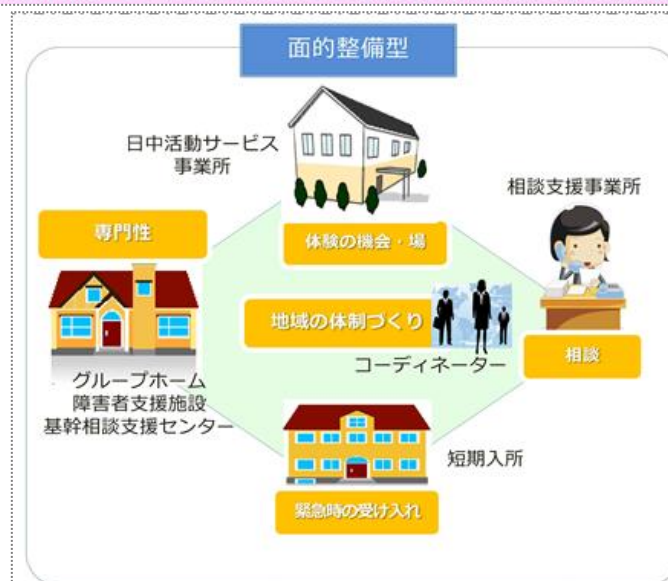 面的整備型
日中活動サービス
事業所
体験の機会・場
相談支援事業所
相談
専門性
グループホーム
障害者支援施設
基幹相談支援センター
地域の体制づくり
コーディネーター
短期入所
緊急時の受け入れ